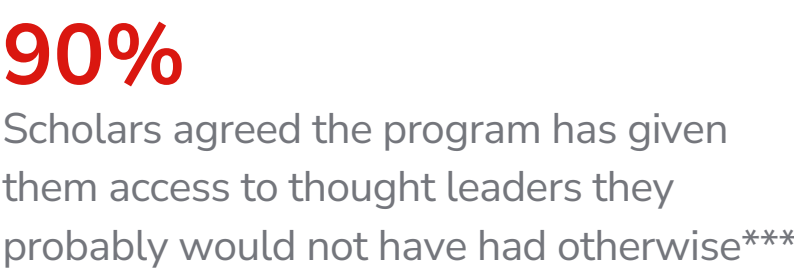 90%
Scholars agreed the program has given
them access to thought leaders they
probably would not have had otherwise***